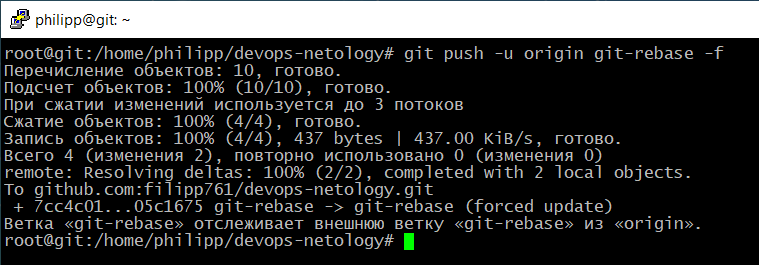 philipp@git: ~
root@git:/home/philipp/devops-netology# git push -u origin git-rebase -f
Перечисление объектов: 10, готово.
Подсчет объектов: 100% (10/10), готово.
При сжатии изменений используется до 3 потоков
Сжатие объектов: 100% (4/4), готово.
Запись объектов: 100% (4/4), 437 bytes | 437.00 KiB/s, готово.
Всего 4 (изменения 2), повторно использовано 0 (изменения 0)
remote: Resolving deltas: 100% (2/2), completed with 2 local objects.
To github.com:filipp761/devops-netology.git
 + 7cc4c01...05c1675 git-rebase -> git-rebase (forced update)
Ветка «git-rebase» отслеживает внешнюю ветку «git-rebase» из «origin».
root@git:/home/philipp/devops-netology#